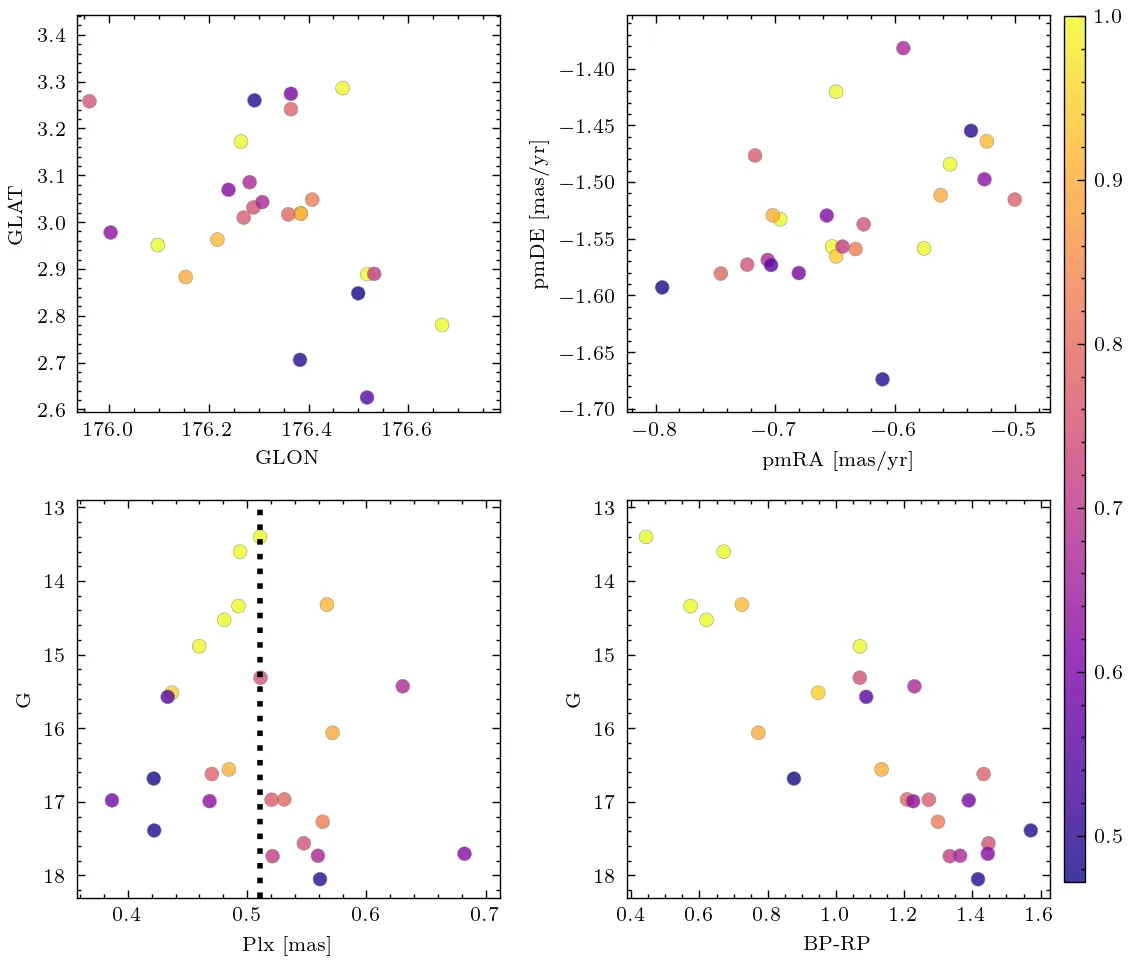 3.4
3.3
3.2
3.1
3.0
2.9
2.8
2.7
2.6
GLAT
176.0 176.2 176.4 176.6
GLON
−1.40
−1.45
−1.50
−1.55
−1.60
−1.65
−1.70
pmDE [mas/yr]
−0.8 −0.7 −0.6 −0.5
pmRA [mas/yr]
1.0
0.9
0.8
0.7
0.6
0.5
13
14
15
16
17
18
G
0.4 0.5 0.6 0.7
Plx [mas]
13
14
15
16
17
18
G
0.4 0.6 0.8 1.0 1.2 1.4 1.6
BP-RP